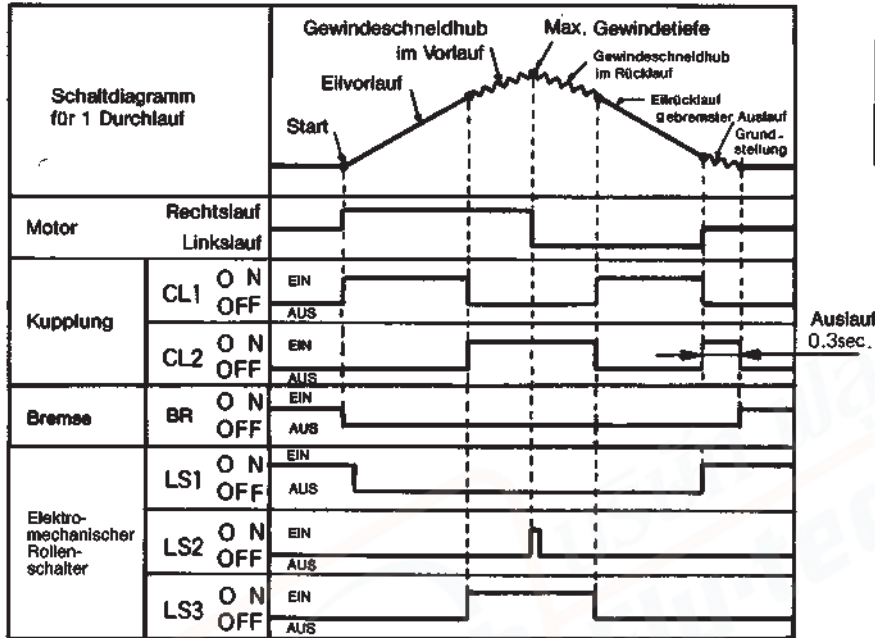 Schaltdiagramm
für 1 Durchlauf
Gewindeschneidhub
im Vorlauf
Max. Gewindetiefe
Gewindeschneidhub
im Rücklauf
Eilvorlauf
Eilrücklauf
gebremster Auslauf
Start
Grund-
stellung
Motor
Rechtslauf
Linkslauf
Kupplung
CL1
O N
OFF
EIN
AUS
CL2
O N
OFF
EIN
AUS
Auslauf
0.3sec.
Bremse
BR
O N
OFF
EIN
AUS
Elektro-
mechanischer
Rollen-
schalter
LS1
O N
OFF
EIN
AUS
LS2
O N
OFF
EIN
AUS
LS3
O N
OFF
EIN
AUS